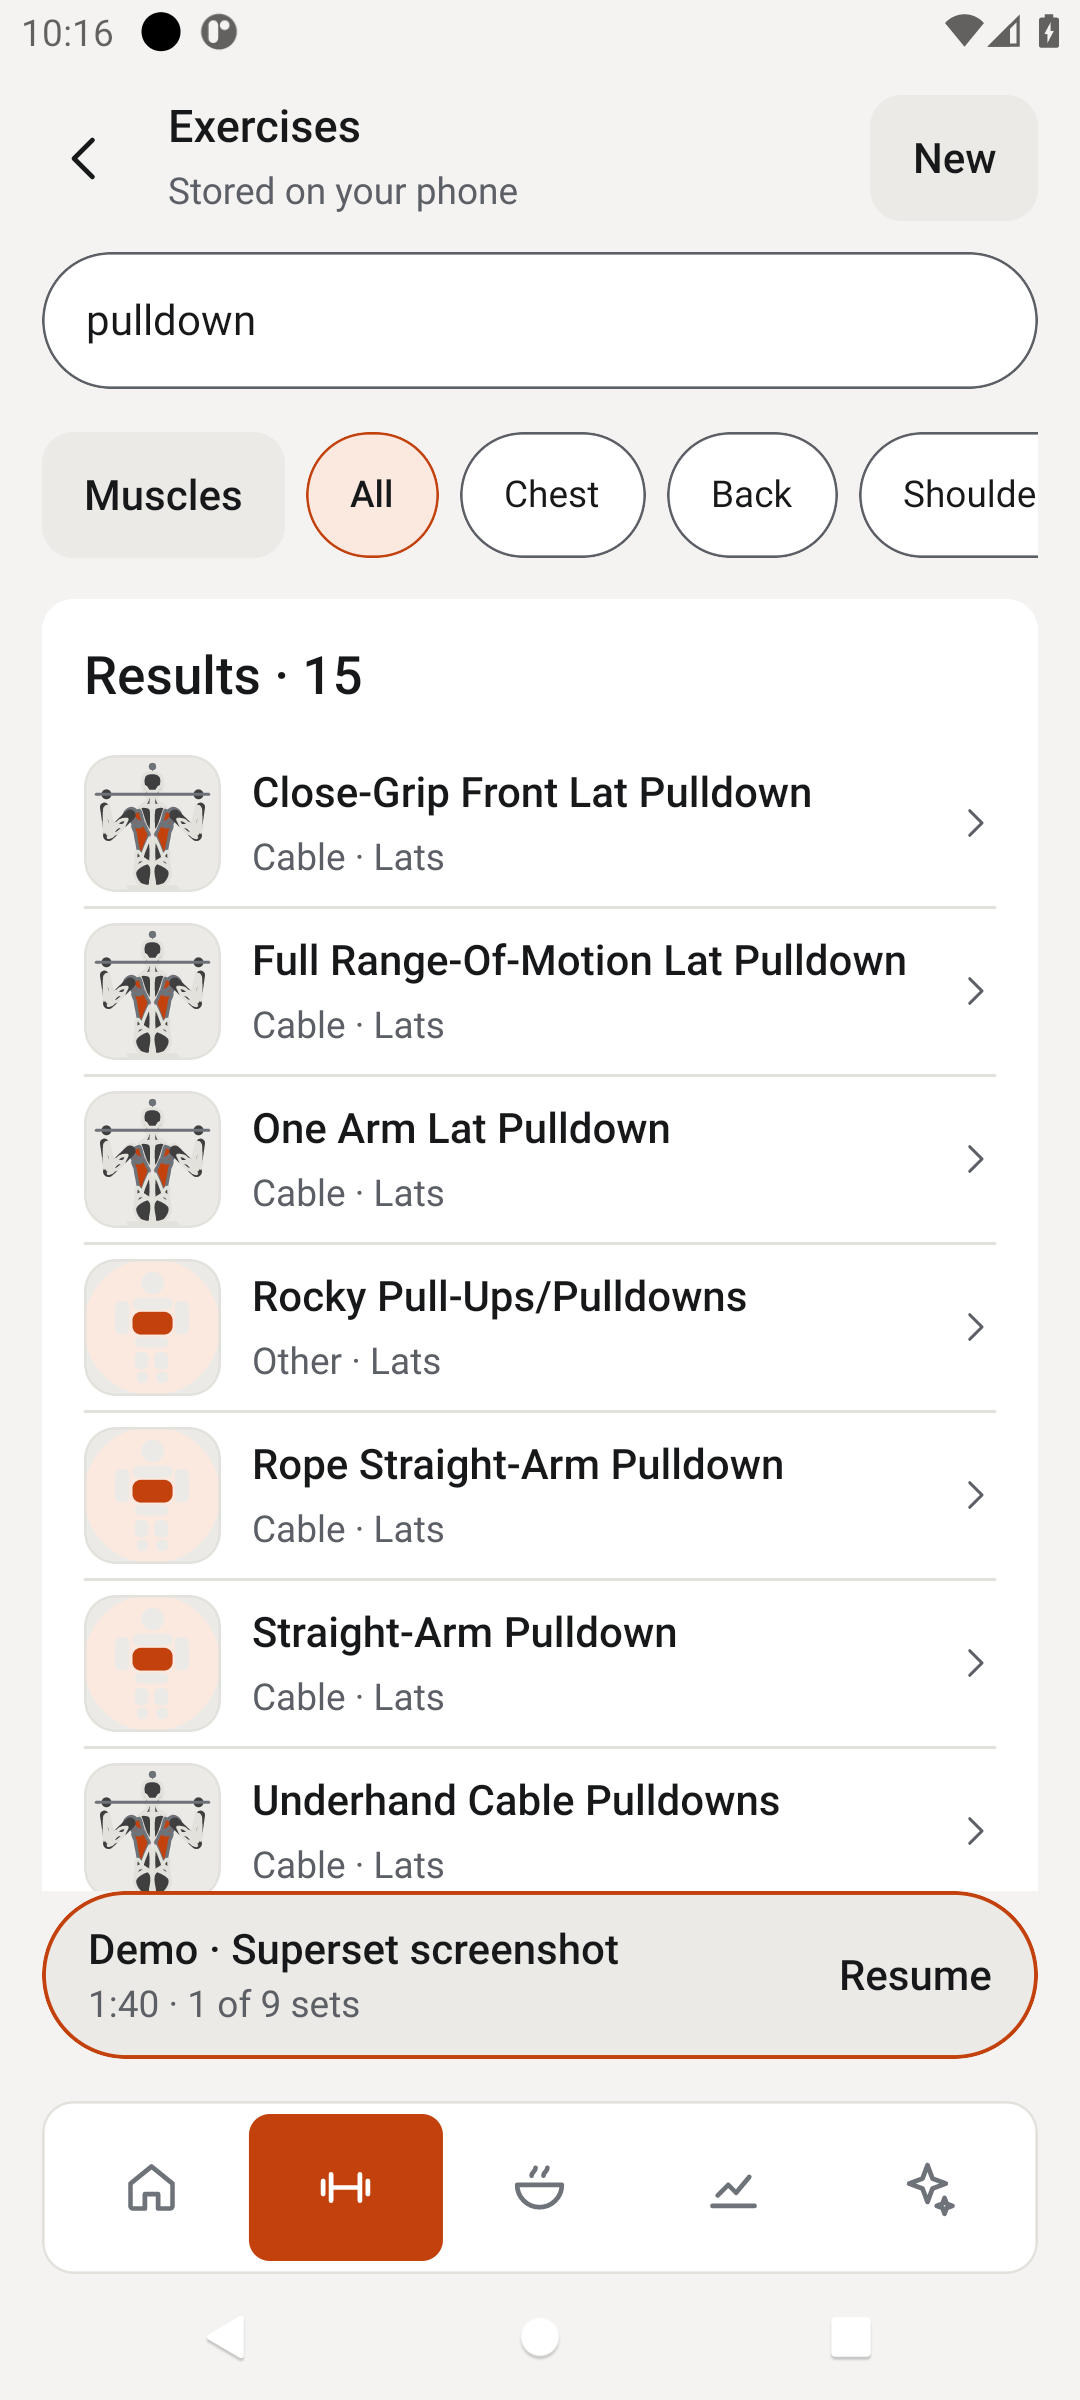 10:16
Exercises
Stored on your phone
New
pulldown
Muscles
All
Chest
Back
Shoulde
Results · 15
Close-Grip Front Lat Pulldown
Cable · Lats
Full Range-Of-Motion Lat Pulldown
Cable · Lats
One Arm Lat Pulldown
Cable · Lats
Rocky Pull-Ups/Pulldowns
Other · Lats
Rope Straight-Arm Pulldown
Cable · Lats
Straight-Arm Pulldown
Cable · Lats
Underhand Cable Pulldowns
Cable · Lats
Demo · Superset screenshot
1:40 · 1 of 9 sets
Resume